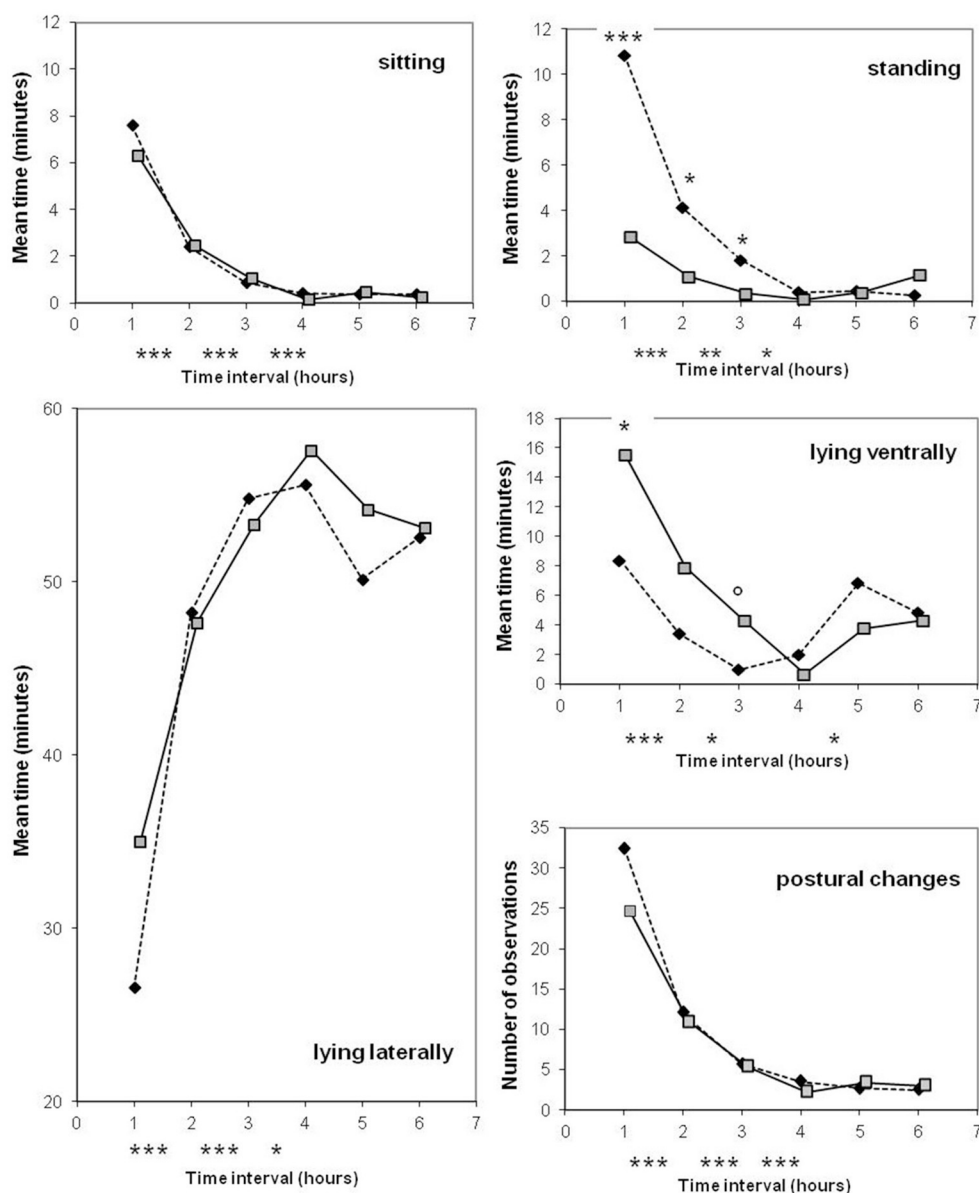 12
10
8
6
4
2
0
Mean time (minutes)
sitting
0 1 2 3 4 5 6 7
*** *** ***
Time interval (hours)
12
10
8
6
4
2
0
Mean time (minutes)
***
standing
*
*
0 1 2 3 4 5 6 7
*** ** *
Time interval (hours)
60
50
40
30
20
Mean time (minutes)
lying laterally
0 1 2 3 4 5 6 7
*** *** *
Time interval (hours)
18
16
14
12
10
8
6
4
2
0
Mean time (minutes)
*
lying ventrally
0 1 2 3 4 5 6 7
*** * *
Time interval (hours)
35
30
25
20
15
10
5
0
Number of observations
postural changes
0 1 2 3 4 5 6 7
*** *** ***
Time interval (hours)